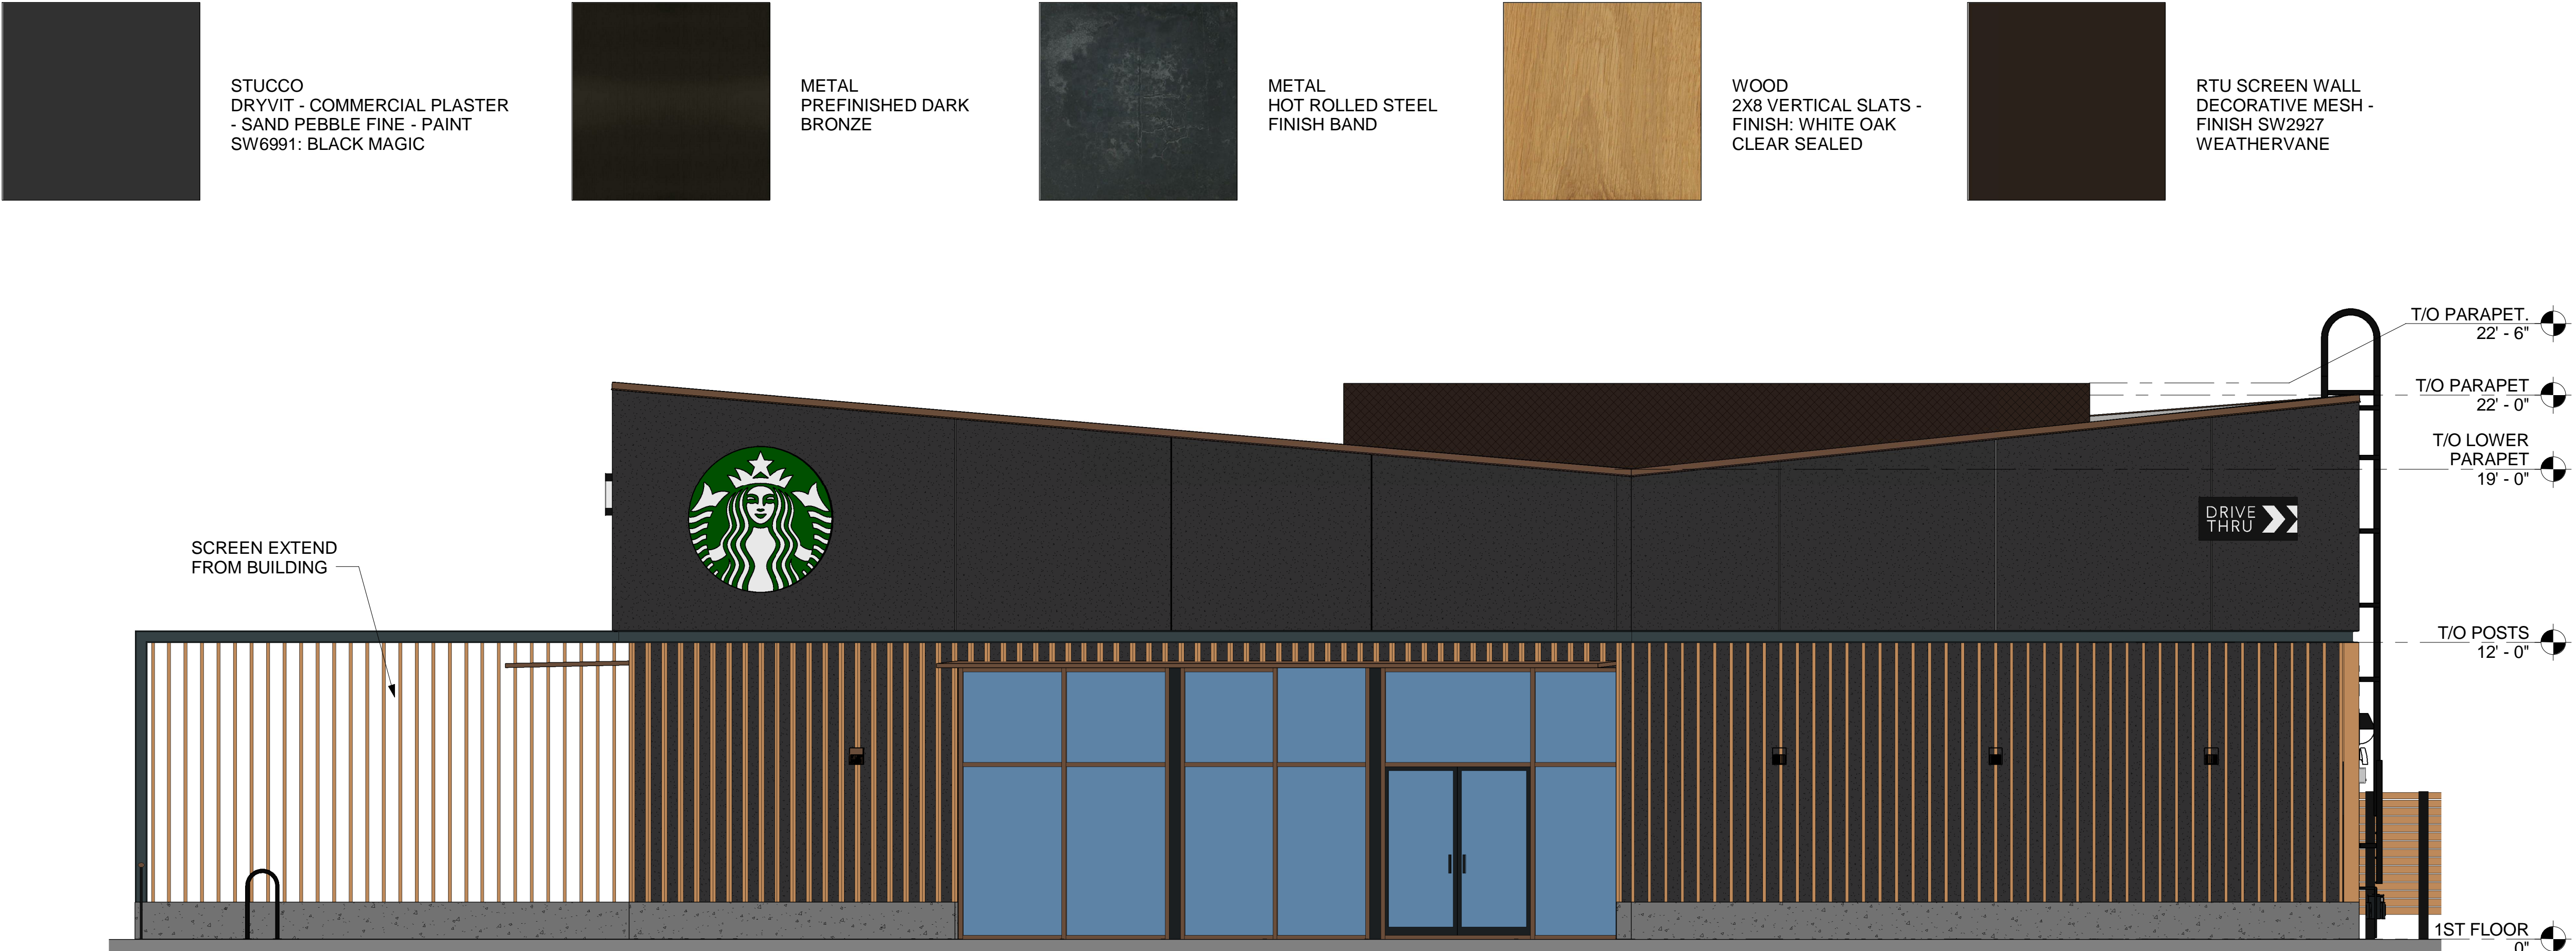 STUCCO
DRYVIT - COMMERCIAL PLASTER
- SAND PEBBLE FINE - PAINT
SW6991: BLACK MAGIC
METAL
PREFINISHED DARK
BRONZE
METAL
HOT ROLLED STEEL
FINISH BAND
WOOD
2X8 VERTICAL SLATS -
FINISH: WHITE OAK
CLEAR SEALED
RTU SCREEN WALL
DECORATIVE MESH -
FINISH SW2927
WEATHERVANE
T/O PARAPET.
22' - 6"
T/O PARAPET
22' - 0"
T/O LOWER
PARAPET
19' - 0"
DRIVE
THRU
SCREEN EXTEND
FROM BUILDING
T/O POSTS
12' - 0"
1ST FLOOR
0"